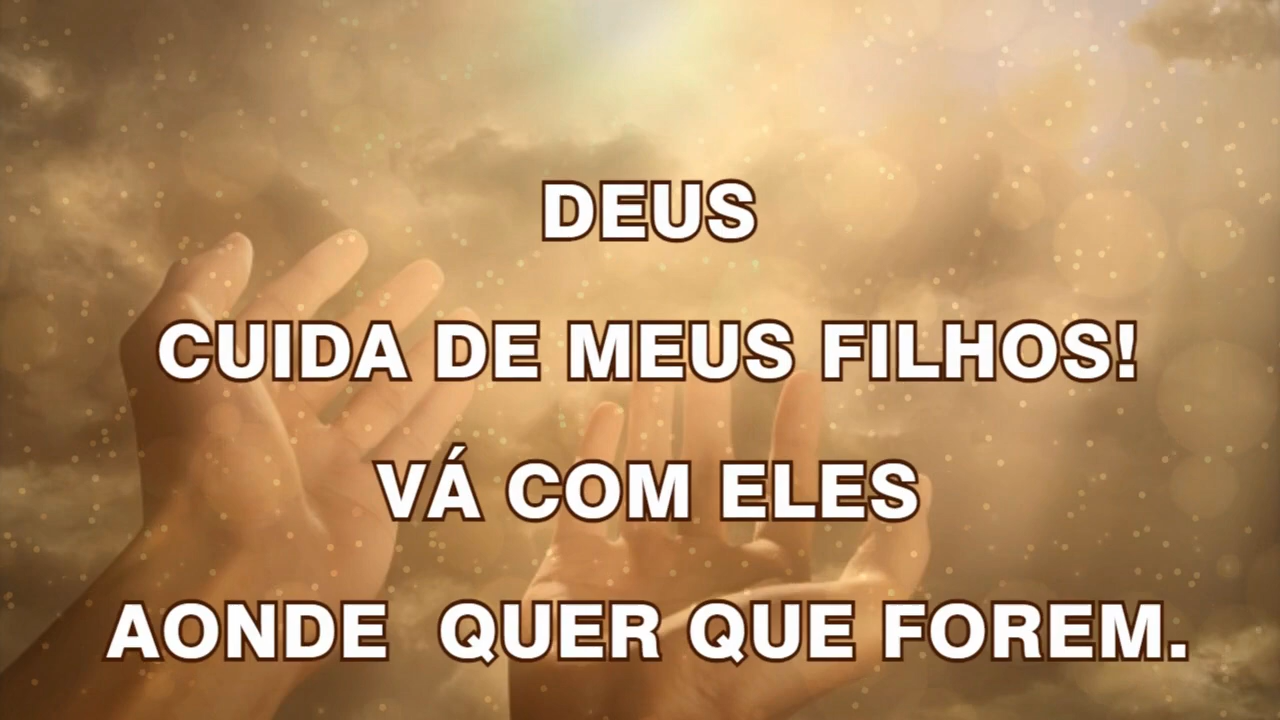 DEUS
CUIDA DE MEUS FILHOS!
VÁ COM ELES
AONDE QUER QUE FOREM.